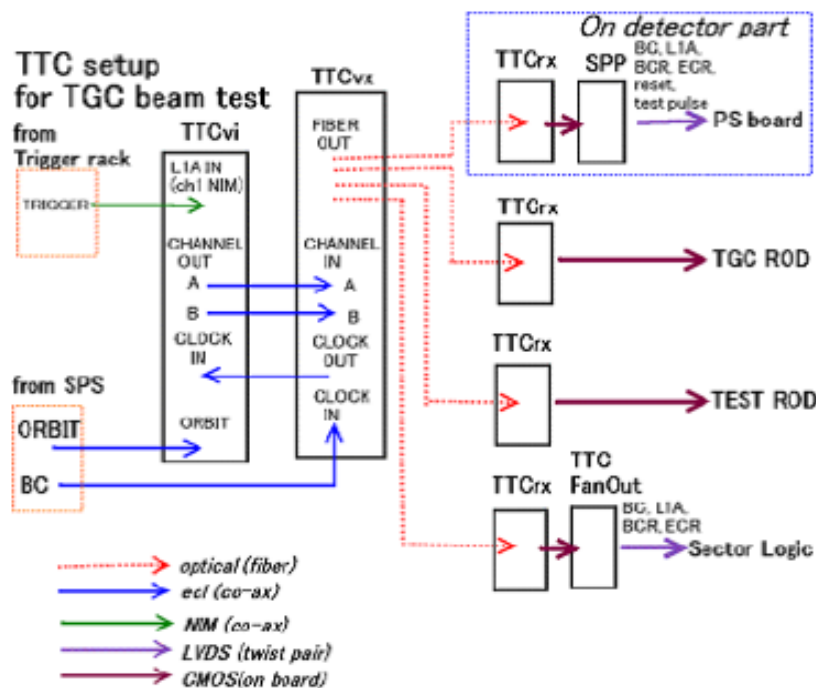 TTC setup
for TGC beam test
from
Trigger rack
TRIGGER
TTCvi
L1A IN
(ch1 NIM)
CHANNEL
OUT
A
B
CLOCK
IN
ORBIT
TTCvx
FIBER
OUT
CHANNEL
IN
A
B
CLOCK
OUT
CLOCK
IN
from SPS
ORBIT
BC
On detector part
TTCrx
SPP
BC, L1A,
BCR, ECR,
reset,
test pulse
PS board
TTCrx
TGC ROD
TTCrx
TEST ROD
TTCrx
TTC
FanOut
BC, L1A,
BCR, ECR
Sector Logic
optical (fiber)
ecl (co-ax)
NIM (co-ax)
LVDS (twist pair)
CMOS(on board)